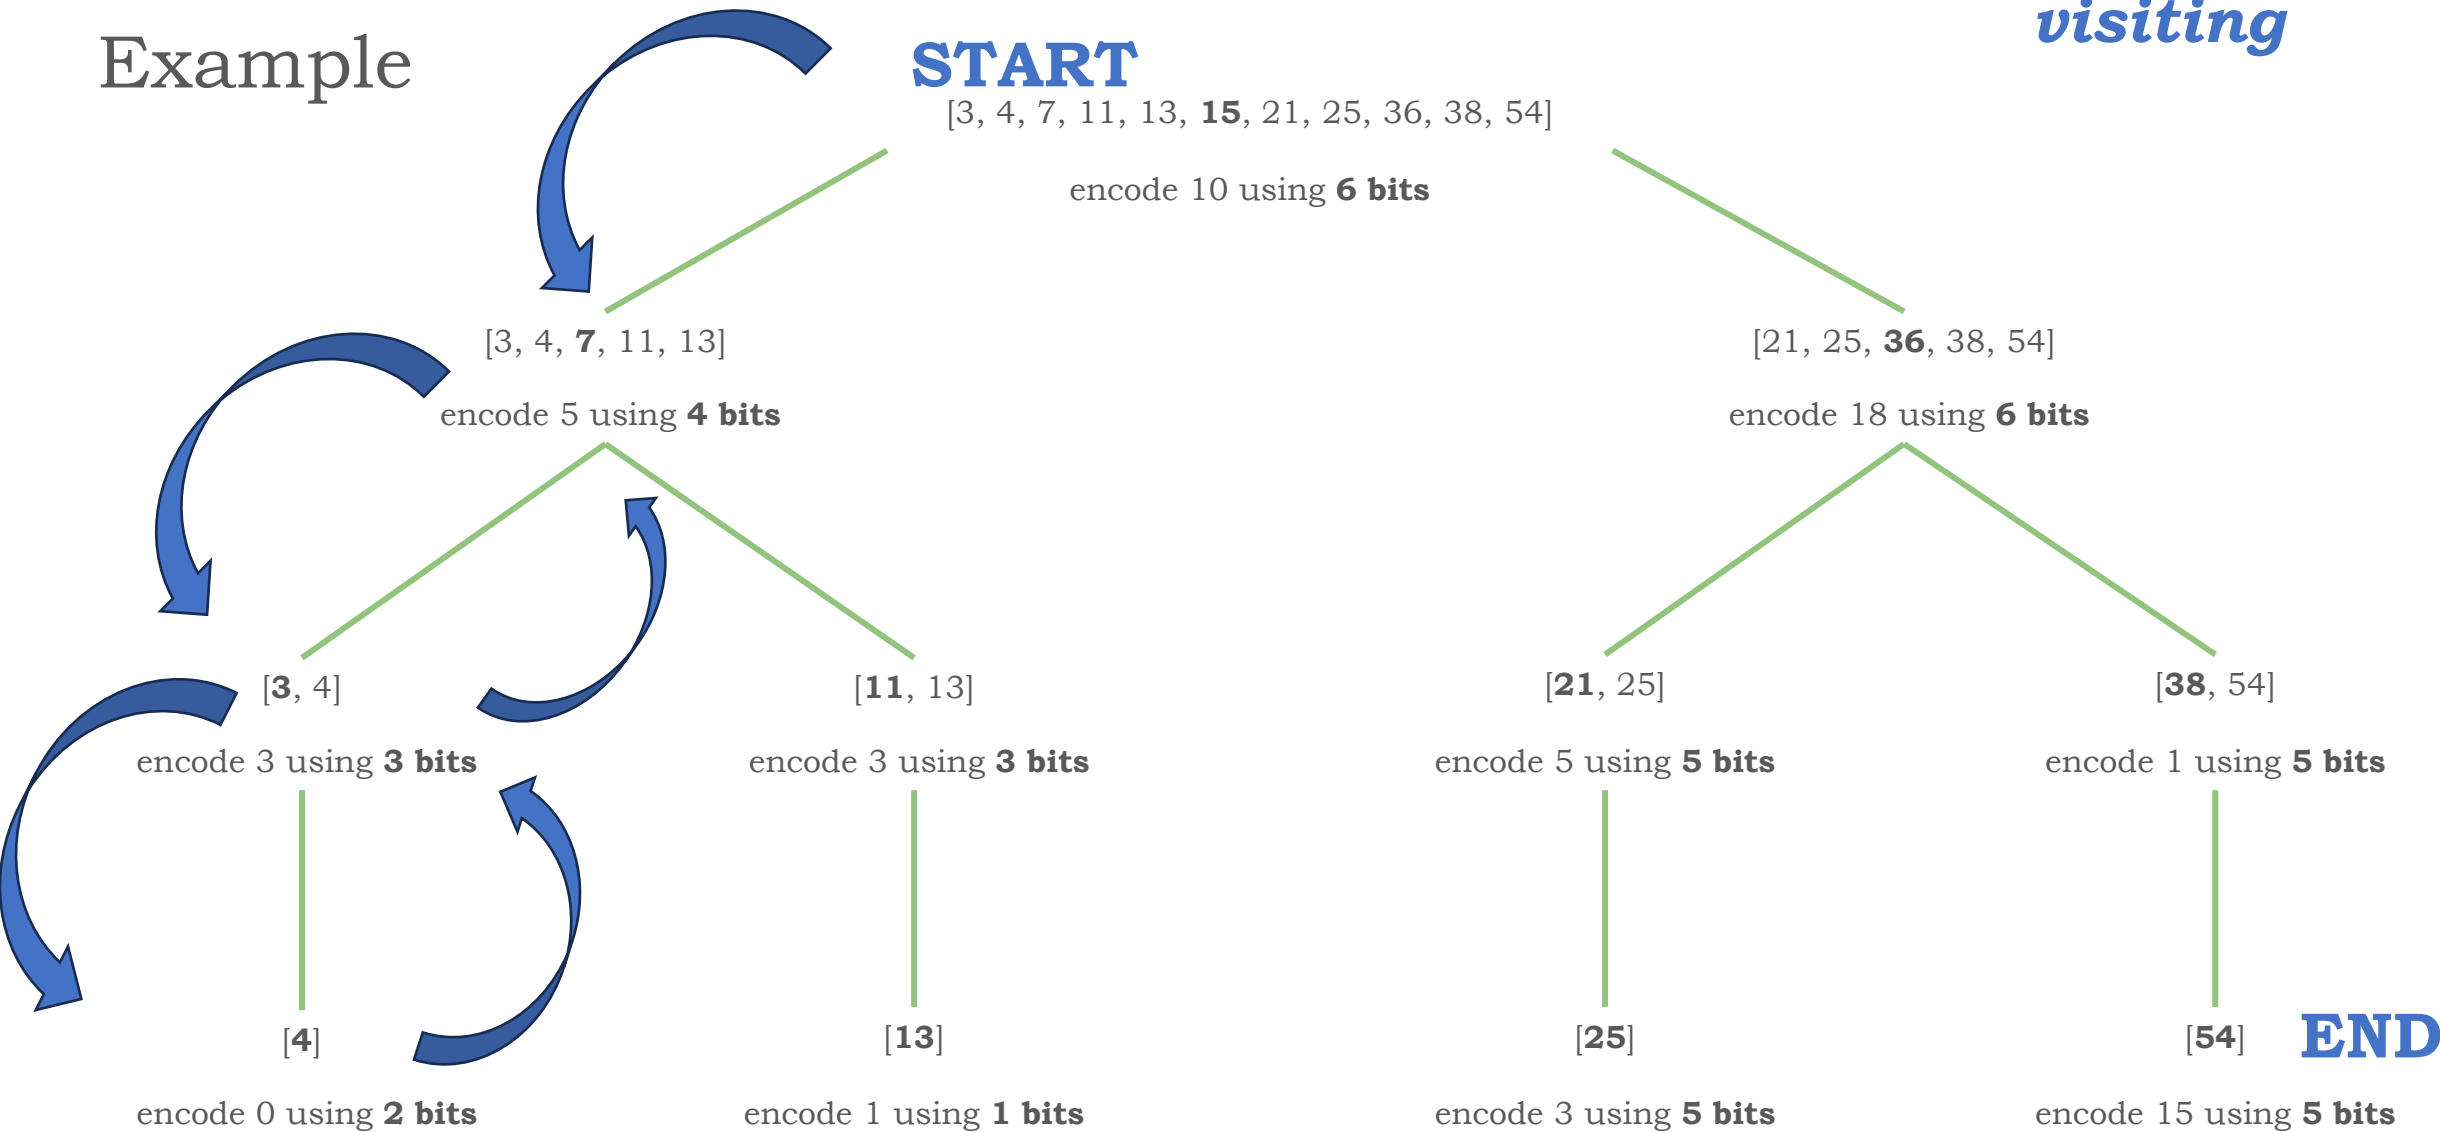 visiting
Example
START
[3, 4, 7, 11, 13, 15, 21, 25, 36, 38, 54]
encode 10 using 6 bits
[3, 4, 7, 11, 13]
[21, 25, 36, 38, 54]
encode 5 using 4 bits
encode 18 using 6 bits
[3, 4]
[11, 13]
[21, 25]
[38, 54]
encode 3 using 3 bits
encode 3 using 3 bits
encode 5 using 5 bits
encode 1 using 5 bits
[4]
[13]
[25]
[54]
END
encode 0 using 2 bits
encode 1 using 1 bits
encode 3 using 5 bits
encode 15 using 5 bits